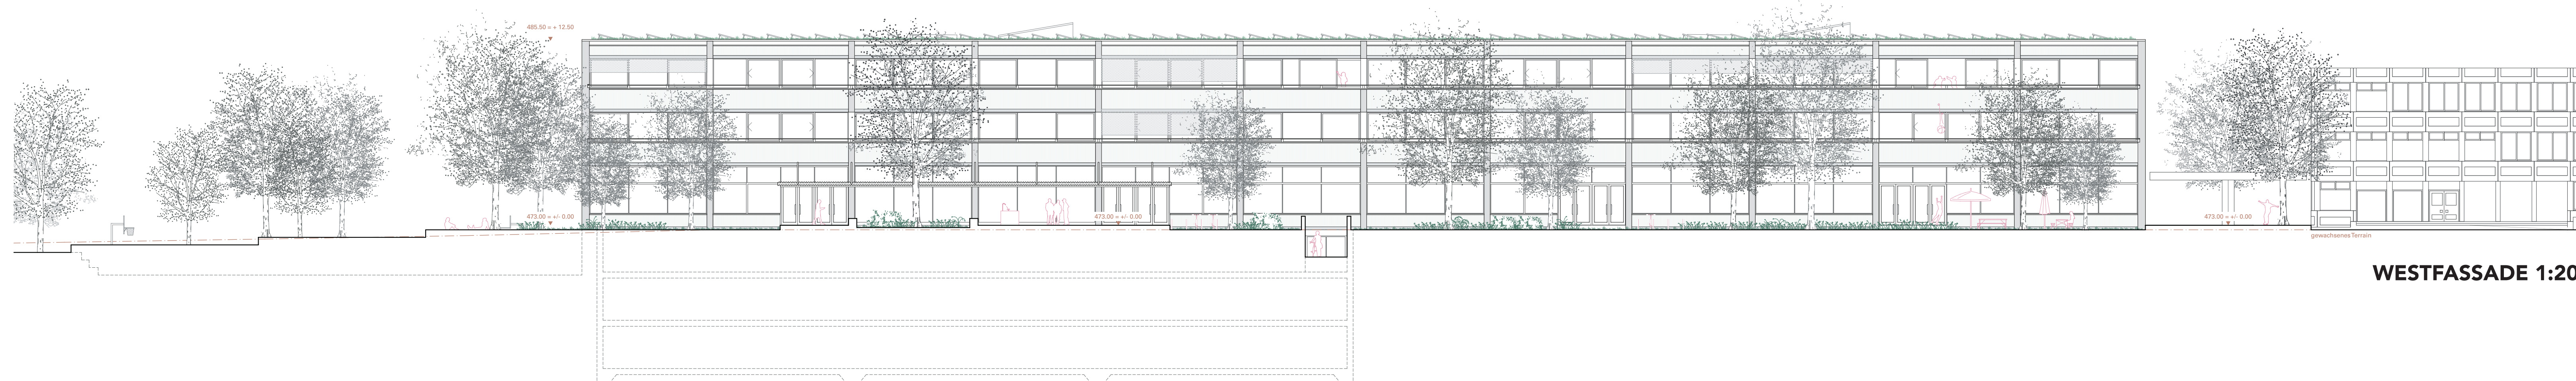 485.50 = + 12.50
473.00 = +/- 0.00
473.00 = +/- 0.00
473.00 = +/- 0.00
gewachsenes Terrain
WESTFASSADE 1:20